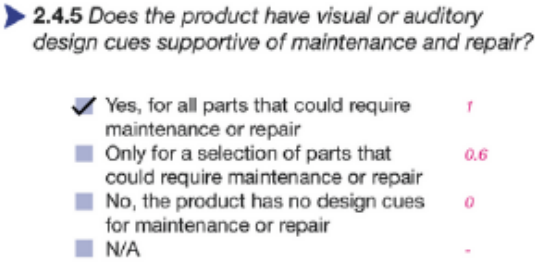 2.4.5 Does the product have visual or auditory
design cues supportive of maintenance and repair?
Yes, for all parts that could require 1
maintenance or repair
Only for a selection of parts that 0.6
could require maintenance or repair
No, the product has no design cues 0
for maintenance or repair
N/A -